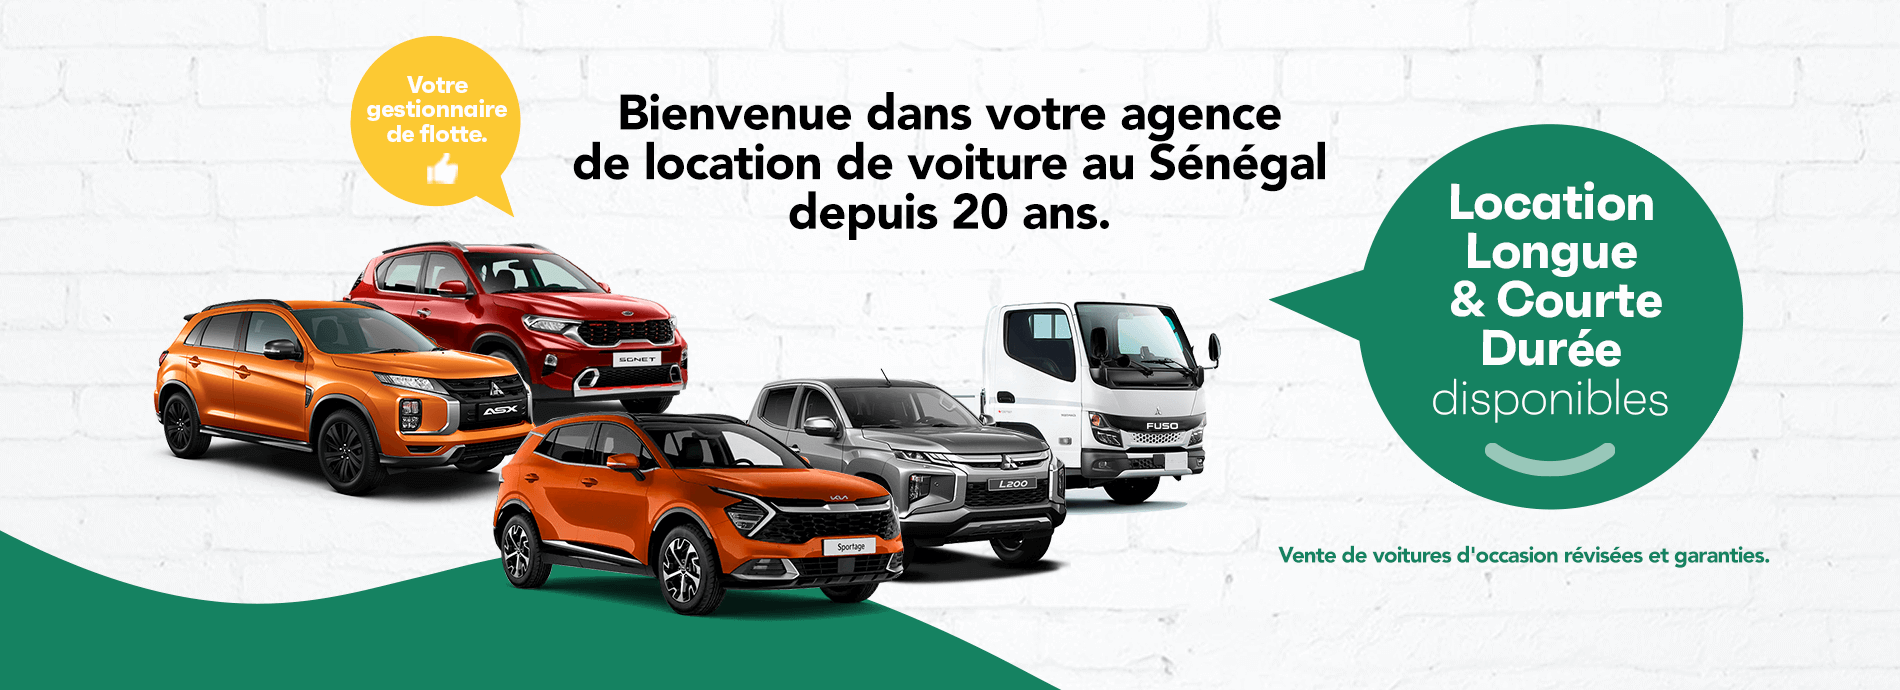 Votre
gestionnaire
de flotte.
Bienvenue dans votre agence
de location de voiture au Sénégal
depuis 20 ans.
Location
Longue
& Courte
Durée
disponibles
SONET
ASX
KIA
Sportage
L200
FUSO
Vente de voitures d'occasion révisées et garanties.